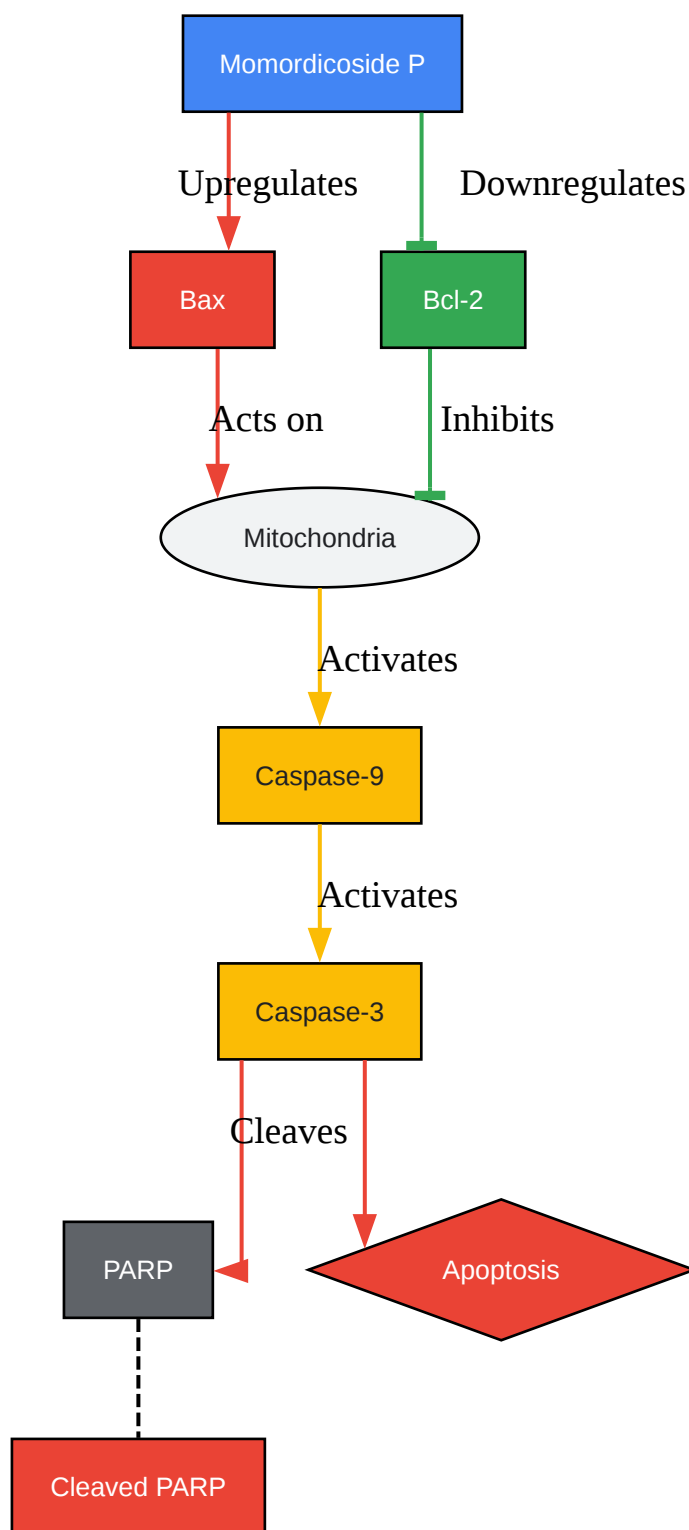 Momordicoside P
Upregulates
Downregulates
Bax
Bcl-2
Acts on
Inhibits
Mitochondria
Activates
Caspase-9
Activates
Caspase-3
Cleaves
PARP
Apoptosis
Cleaved PARP